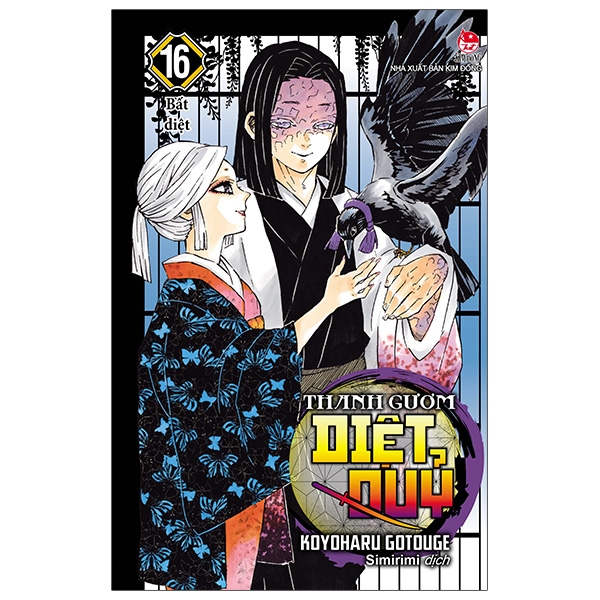 16
Bất
diệt
NHÀ XUẤT BẢN KIM ĐỒNG
THANH GƯƠM
DIỆT
QUỶ
KOYOHARU GOTOUGE
Simirimi dịch